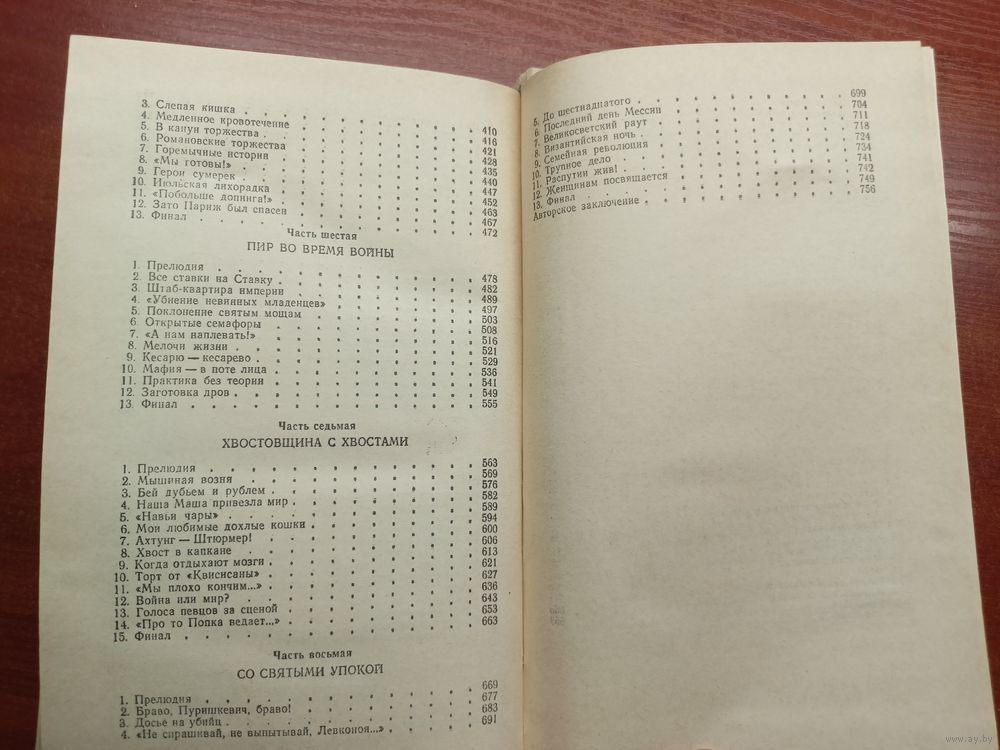 3. Слепая кишка . . . . . . . . 410
4. Медленное кровотечение . . . . . . . . 416
5. В канун торжества . . . . . . . . 421
6. Романовские торжества . . . . . . . . 428
7. Горемычные истории . . . . . . . . 435
8. «Мы готовы!» . . . . . . . . 440
9. Герои сумерек . . . . . . . . 447
10. Июльская лихорадка . . . . . . . . 452
11. «Побольше допинга!» . . . . . . . . 463
12. Зато Париж был спасен . . . . . . . . 467
13. Финал . . . . . . . . 472
Часть шестая
ПИР ВО ВРЕМЯ ВОЙНЫ
1. Прелюдия . . . . . . . . 478
2. Все ставки на Ставку . . . . . . . . 482
3. Штаб-квартира империи . . . . . . . . 489
4. «Убиение невинных младенцев» . . . . . . . . 497
5. Поклонение святым мощам . . . . . . . . 503
6. Открытые семафоры . . . . . . . . 508
7. «А нам наплевать!» . . . . . . . . 516
8. Мелочи жизни . . . . . . . . 521
9. Кесарю — кесарево . . . . . . . . 529
10. Мафия — в поте лица . . . . . . . . 536
11. Практика без теории . . . . . . . . 541
12. Заготовка дров . . . . . . . . 549
13. Финал . . . . . . . . 555
Часть седьмая
ХВОСТОВЩИНА С ХВОСТАМИ
1. Прелюдия . . . . . . . . 563
2. Мышиная возня . . . . . . . . 569
3. Бей дубьем и рублем . . . . . . . . 576
4. Наша Маша привезла мир . . . . . . . . 582
5. «Навьи чары» . . . . . . . . 589
6. Мои любимые дохлые кошки . . . . . . . . 594
7. Ахтунг — Штюрмер! . . . . . . . . 600
8. Хвост в капкане . . . . . . . . 606
9. Когда отдыхают мозги . . . . . . . . 613
10. Торт от «Квисисаны» . . . . . . . . 621
11. «Мы плохо кончим...» . . . . . . . . 627
12. Война или мир? . . . . . . . . 636
13. Голоса певцов за сценой . . . . . . . . 643
14. «Про то Попка ведает...» . . . . . . . . 653
15. Финал . . . . . . . . 663
Часть восьмая
СО СВЯТЫМИ УПОКОЙ
1. Прелюдия . . . . . . . . 669
2. Браво, Пуришкевич, браво! . . . . . . . . 677
3. Досье на убийц . . . . . . . . 683
4. «Не спрашивай, не выпытывай, Левконоя...» . . . . 691
5. До шестнадцатого . . . . . . . . 699
6. Последний день Мессии . . . . . . . . 704
7. Великосветский раут . . . . . . . . 711
8. Византийская ночь . . . . . . . . 718
9. Семейная революция . . . . . . . . 724
10. Трупное дело . . . . . . . . 734
11. Распутин жив! . . . . . . . . 741
12. Женщинам посвящается . . . . . . . . 742
13. Финал . . . . . . . . 749
Авторское заключение . . . . . . . . 756
www.ay.by